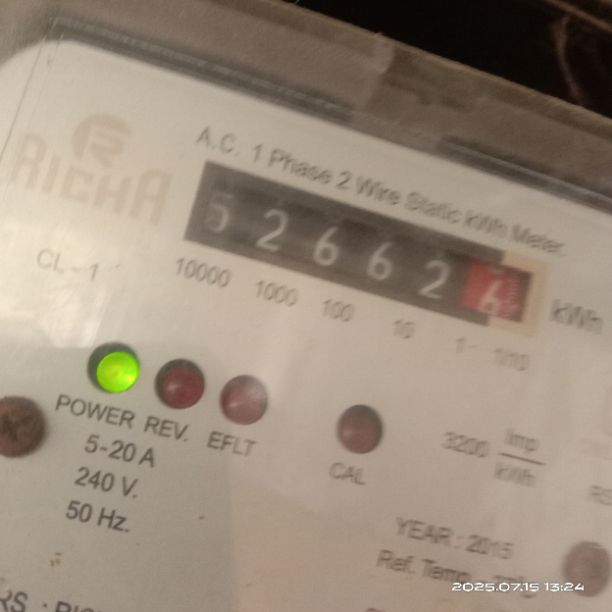 RICHA
A.C. 1 Phase 2 Wire Static kWh Meter.
5 2 6 6 2 6
kWh
10000 1000 100 10 1 1/10
CL - 1
POWER REV. EFLT
CAL
3200 Imp
kWh
5-20 A
240 V.
50 Hz.
YEAR : 2015
Ref. Temp.
2025.07.15 13:24